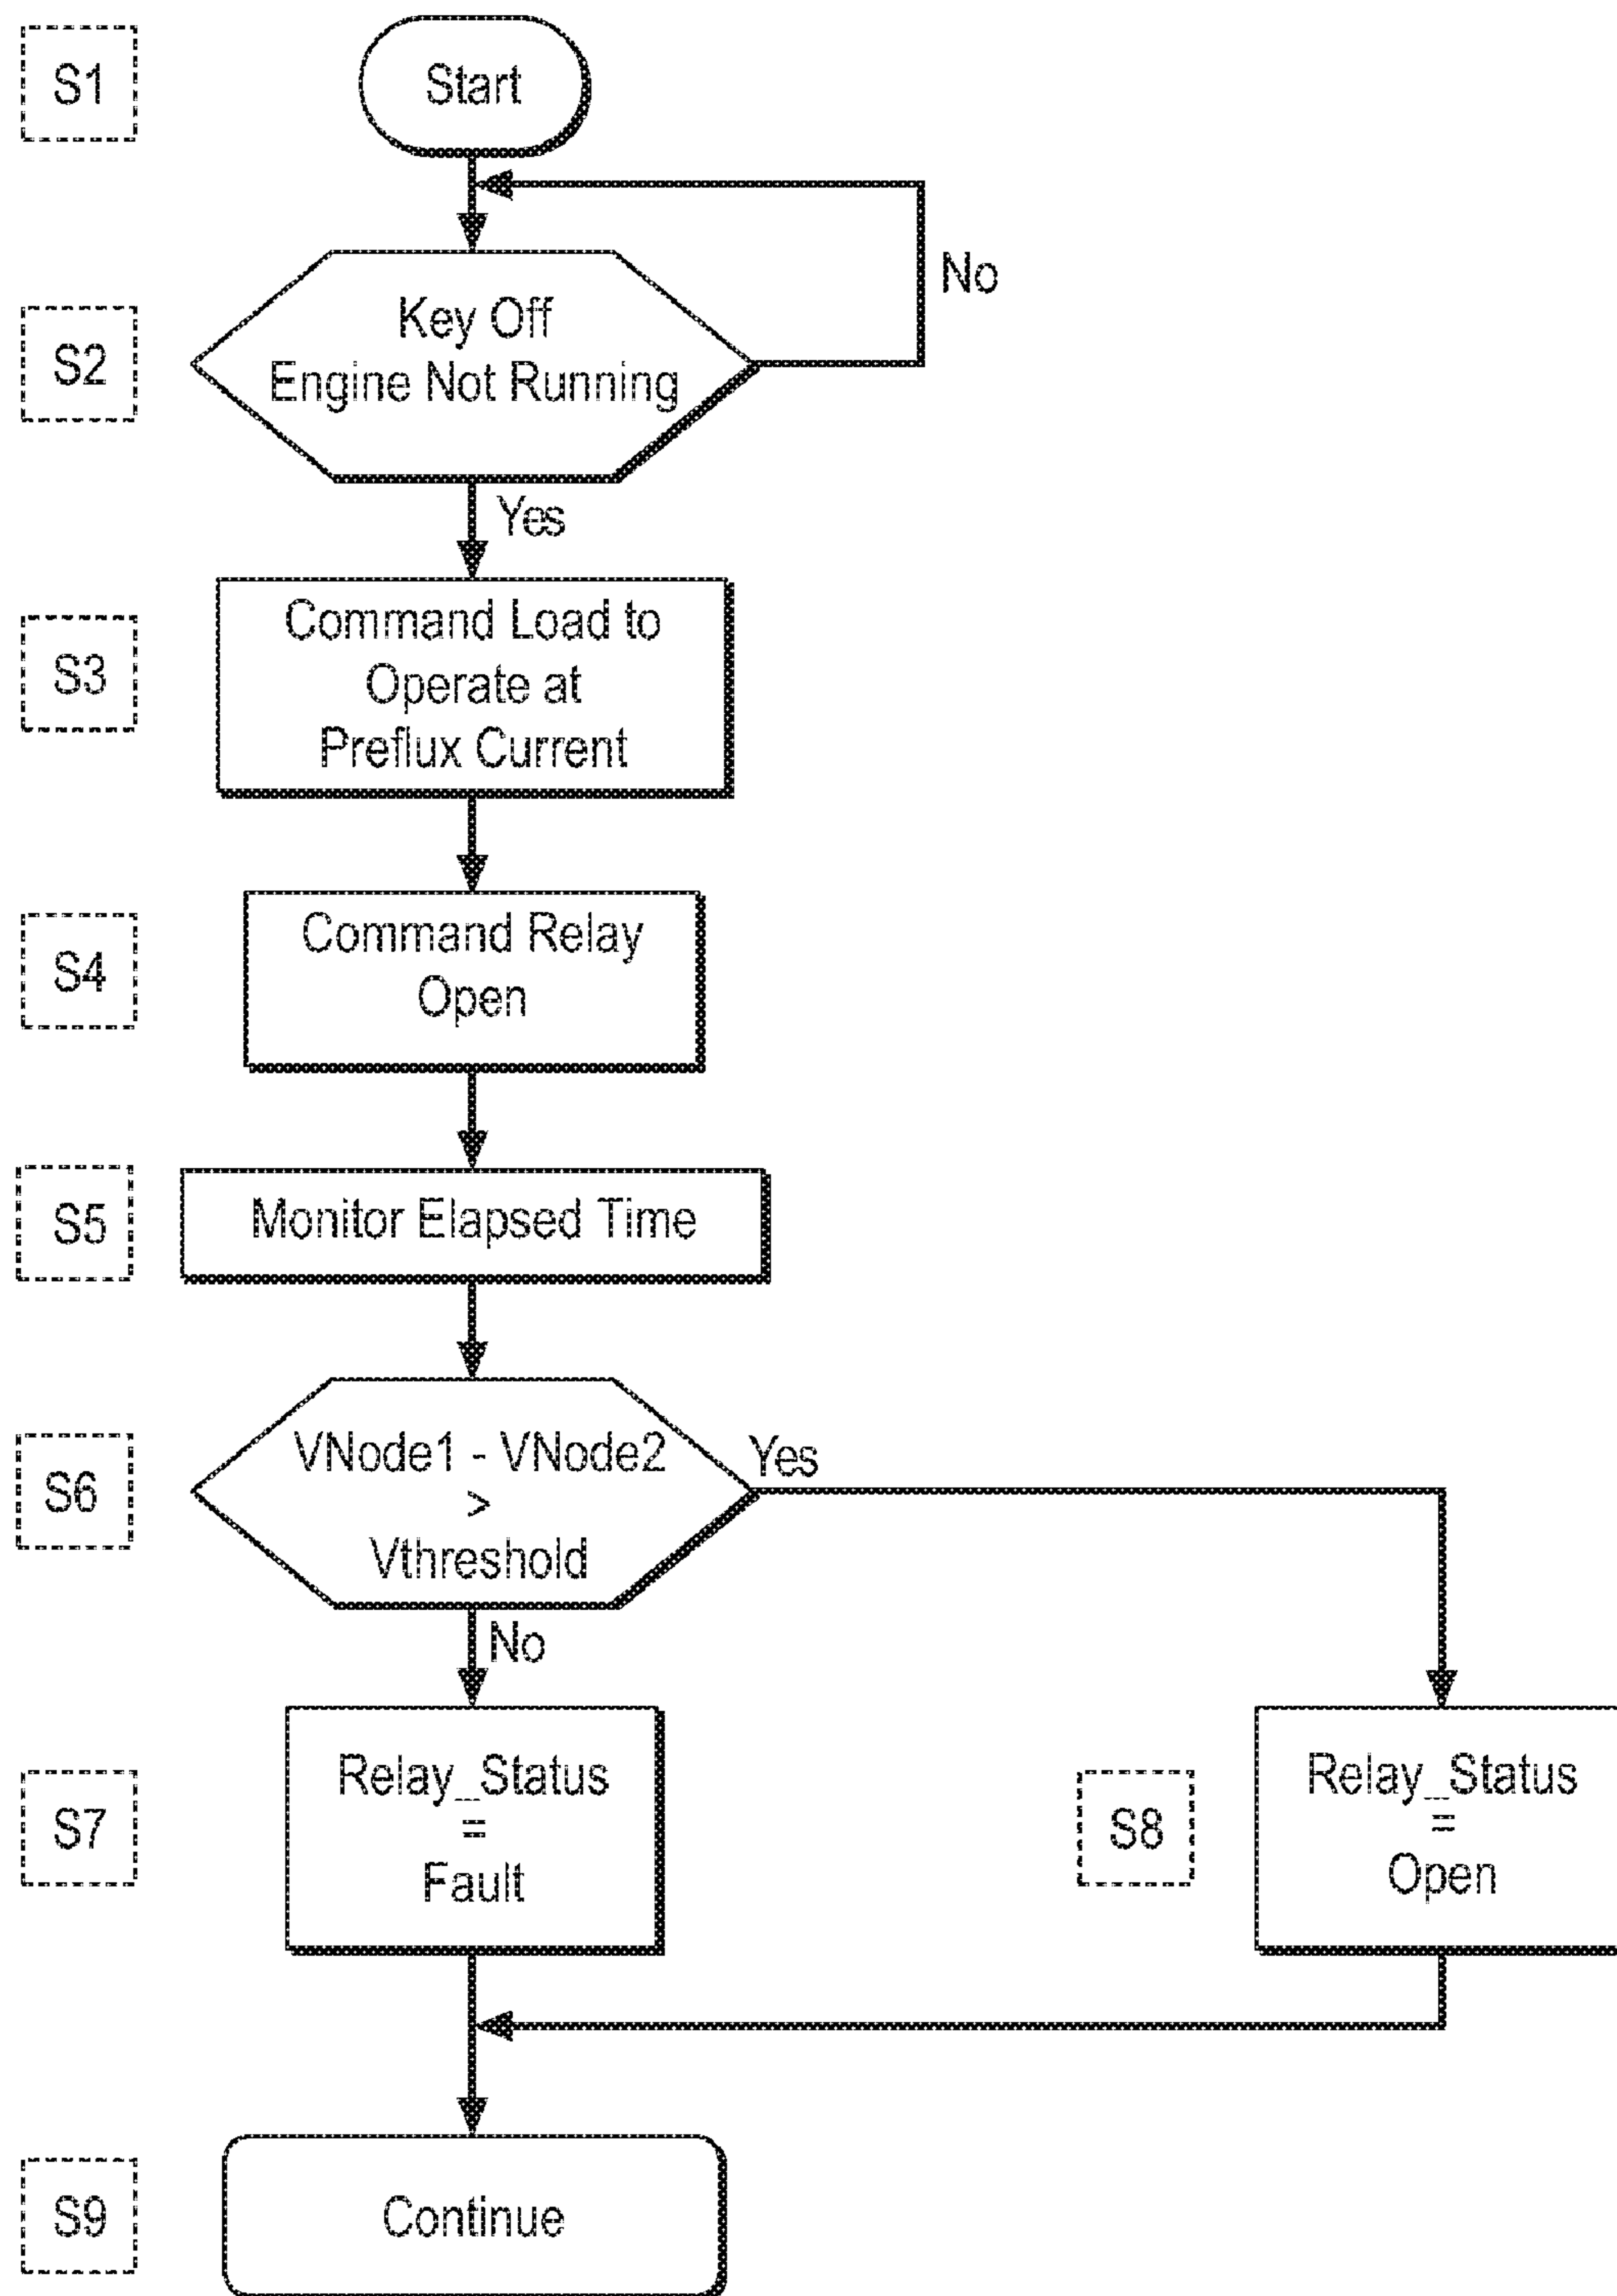 S1
Start
No
S2
Key Off
Engine Not Running
Yes
S3
Command Load to
Operate at
Preflux Current
S4
Command Relay
Open
S5
Monitor Elapsed Time
S6
VNode1 - VNode2
>
Vthreshold
Yes
No
S7
Relay_Status
=
Fault
S8
Relay_Status
=
Open
S9
Continue